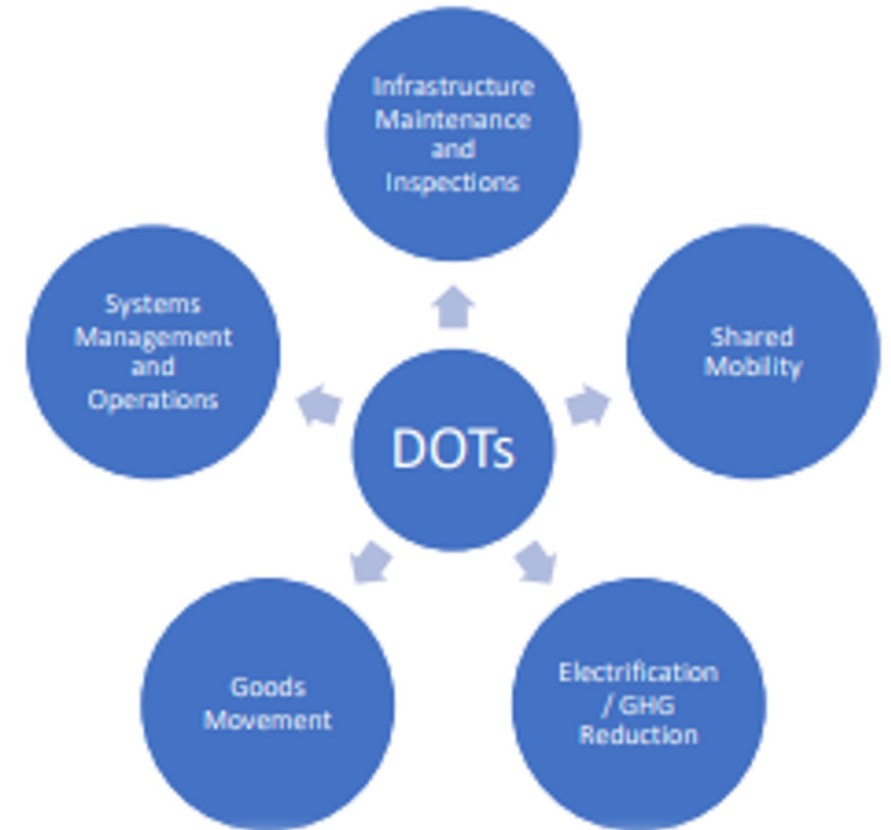 Infrastructure
Maintenance
and
Inspections
Systems
Management
and
Operations
Shared
Mobility
DOTs
Goods
Movement
Electrification
/ GHG
Reduction